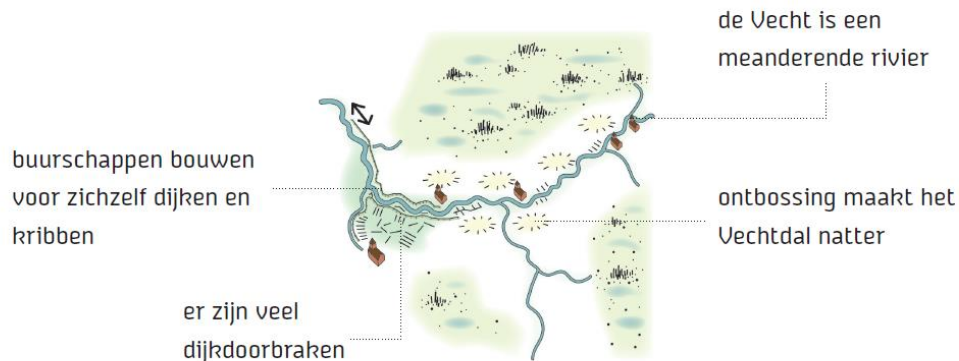 de Vecht is een
meanderende rivier
buurschappen bouwen
voor zichzelf dijken en
kribben
ontbossing maakt het
Vechtdal natter
er zijn veel
dijkdoorbraken